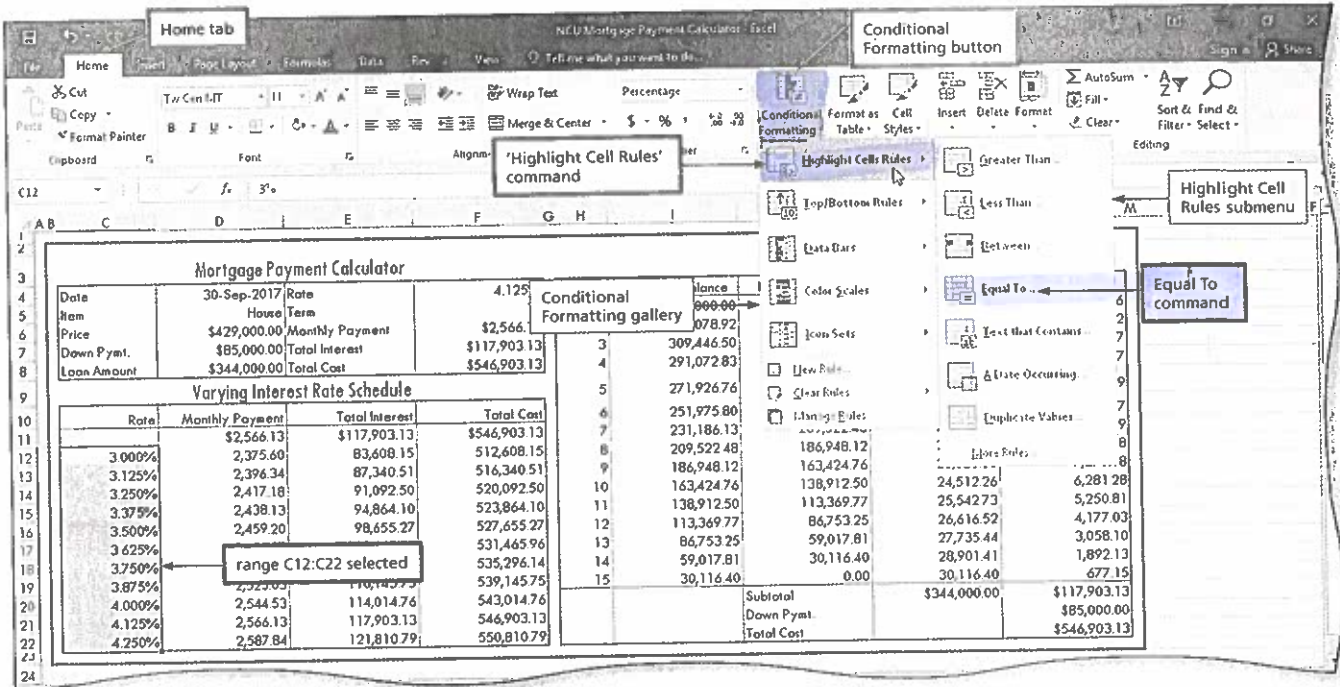 Home tab
NCU Mortgage Payment Calculator - Excel
Conditional
Formatting button
File Home Insert Page Layout Formulas Data View Tell me what you want to do... Sign in Share
Cut
Copy
Format Painter
Paste
Clipboard
Tw Cen MT 11
B I U
Font
Wrap Text
Merge & Center
Percentage
$ - % ,
Conditional
Formatting
Format as
Table
Cell
Styles
Insert Delete Format
AutoSum
Fill
Clear
Sort &
Filter
Find &
Select
Editing
'Highlight Cell Rules'
command
Highlight Cells Rules
Top/Bottom Rules
Data Bars
Color Scales
Icon Sets
New Rule...
Clear Rules
Manage Rules
Greater Than...
Less Than...
Between...
Equal To...
Text that Contains...
A Date Occurring...
Duplicate Values...
More Rules...
Highlight Cell
Rules submenu
Equal To
command
Conditional
Formatting gallery
C12 fx 3%
A B C D E F G H I M
Mortgage Payment Calculator
Date 30-Sep-2017 Rate 4.125
Item House Term
Price $429,000.00 Monthly Payment $2,566.
Down Pymt. $85,000.00 Total Interest $117,903.13
Loan Amount $344,000.00 Total Cost $546,903.13
Varying Interest Rate Schedule
Rate Monthly Payment Total Interest Total Cost
$2,566.13 $117,903.13 $546,903.13
3.000% 2,375.60 83,608.15 512,608.15
3.125% 2,396.34 87,340.51 516,340.51
3.250% 2,417.18 91,092.50 520,092.50
3.375% 2,438.13 94,864.10 523,864.10
3.500% 2,459.20 98,655.27 527,655.27
3.625% 531,465.96
3.750% 535,296.14
3.875% 539,145.75
4.000% 2,544.53 114,014.76 543,014.76
4.125% 2,566.13 117,903.13 546,903.13
4.250% 2,587.84 121,810.79 550,810.79
range C12:C22 selected
3 309,446.50
4 291,072.83
5 271,926.76
6 251,975.80
7 231,186.13
8 209,522.48 186,948.12
9 186,948.12 163,424.76
10 163,424.76 138,912.50 24,512.26 6,281.28
11 138,912.50 113,369.77 25,542.73 5,250.81
12 113,369.77 86,753.25 26,616.52 4,177.03
13 86,753.25 59,017.81 27,735.44 3,058.10
14 59,017.81 30,116.40 28,901.41 1,892.13
15 30,116.40 0.00 30,116.40 677.15
Subtotal $344,000.00 $117,903.13
Down Pymt. $85,000.00
Total Cost $546,903.13